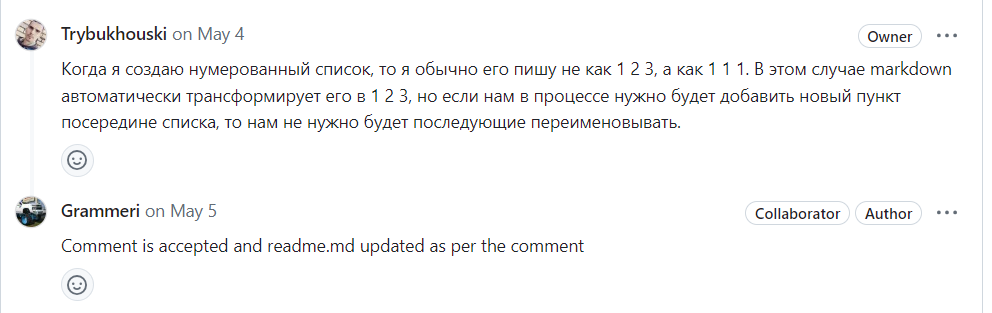 Trybukhouski on May 4 Owner
Когда я создаю нумерованный список, то я обычно его пишу не как 1 2 3, а как 1 1 1. В этом случае markdown
автоматически трансформирует его в 1 2 3, но если нам в процессе нужно будет добавить новый пункт
посередине списка, то нам не нужно будет последующие переименовывать.
Grammeri on May 5 Collaborator Author
Comment is accepted and readme.md updated as per the comment